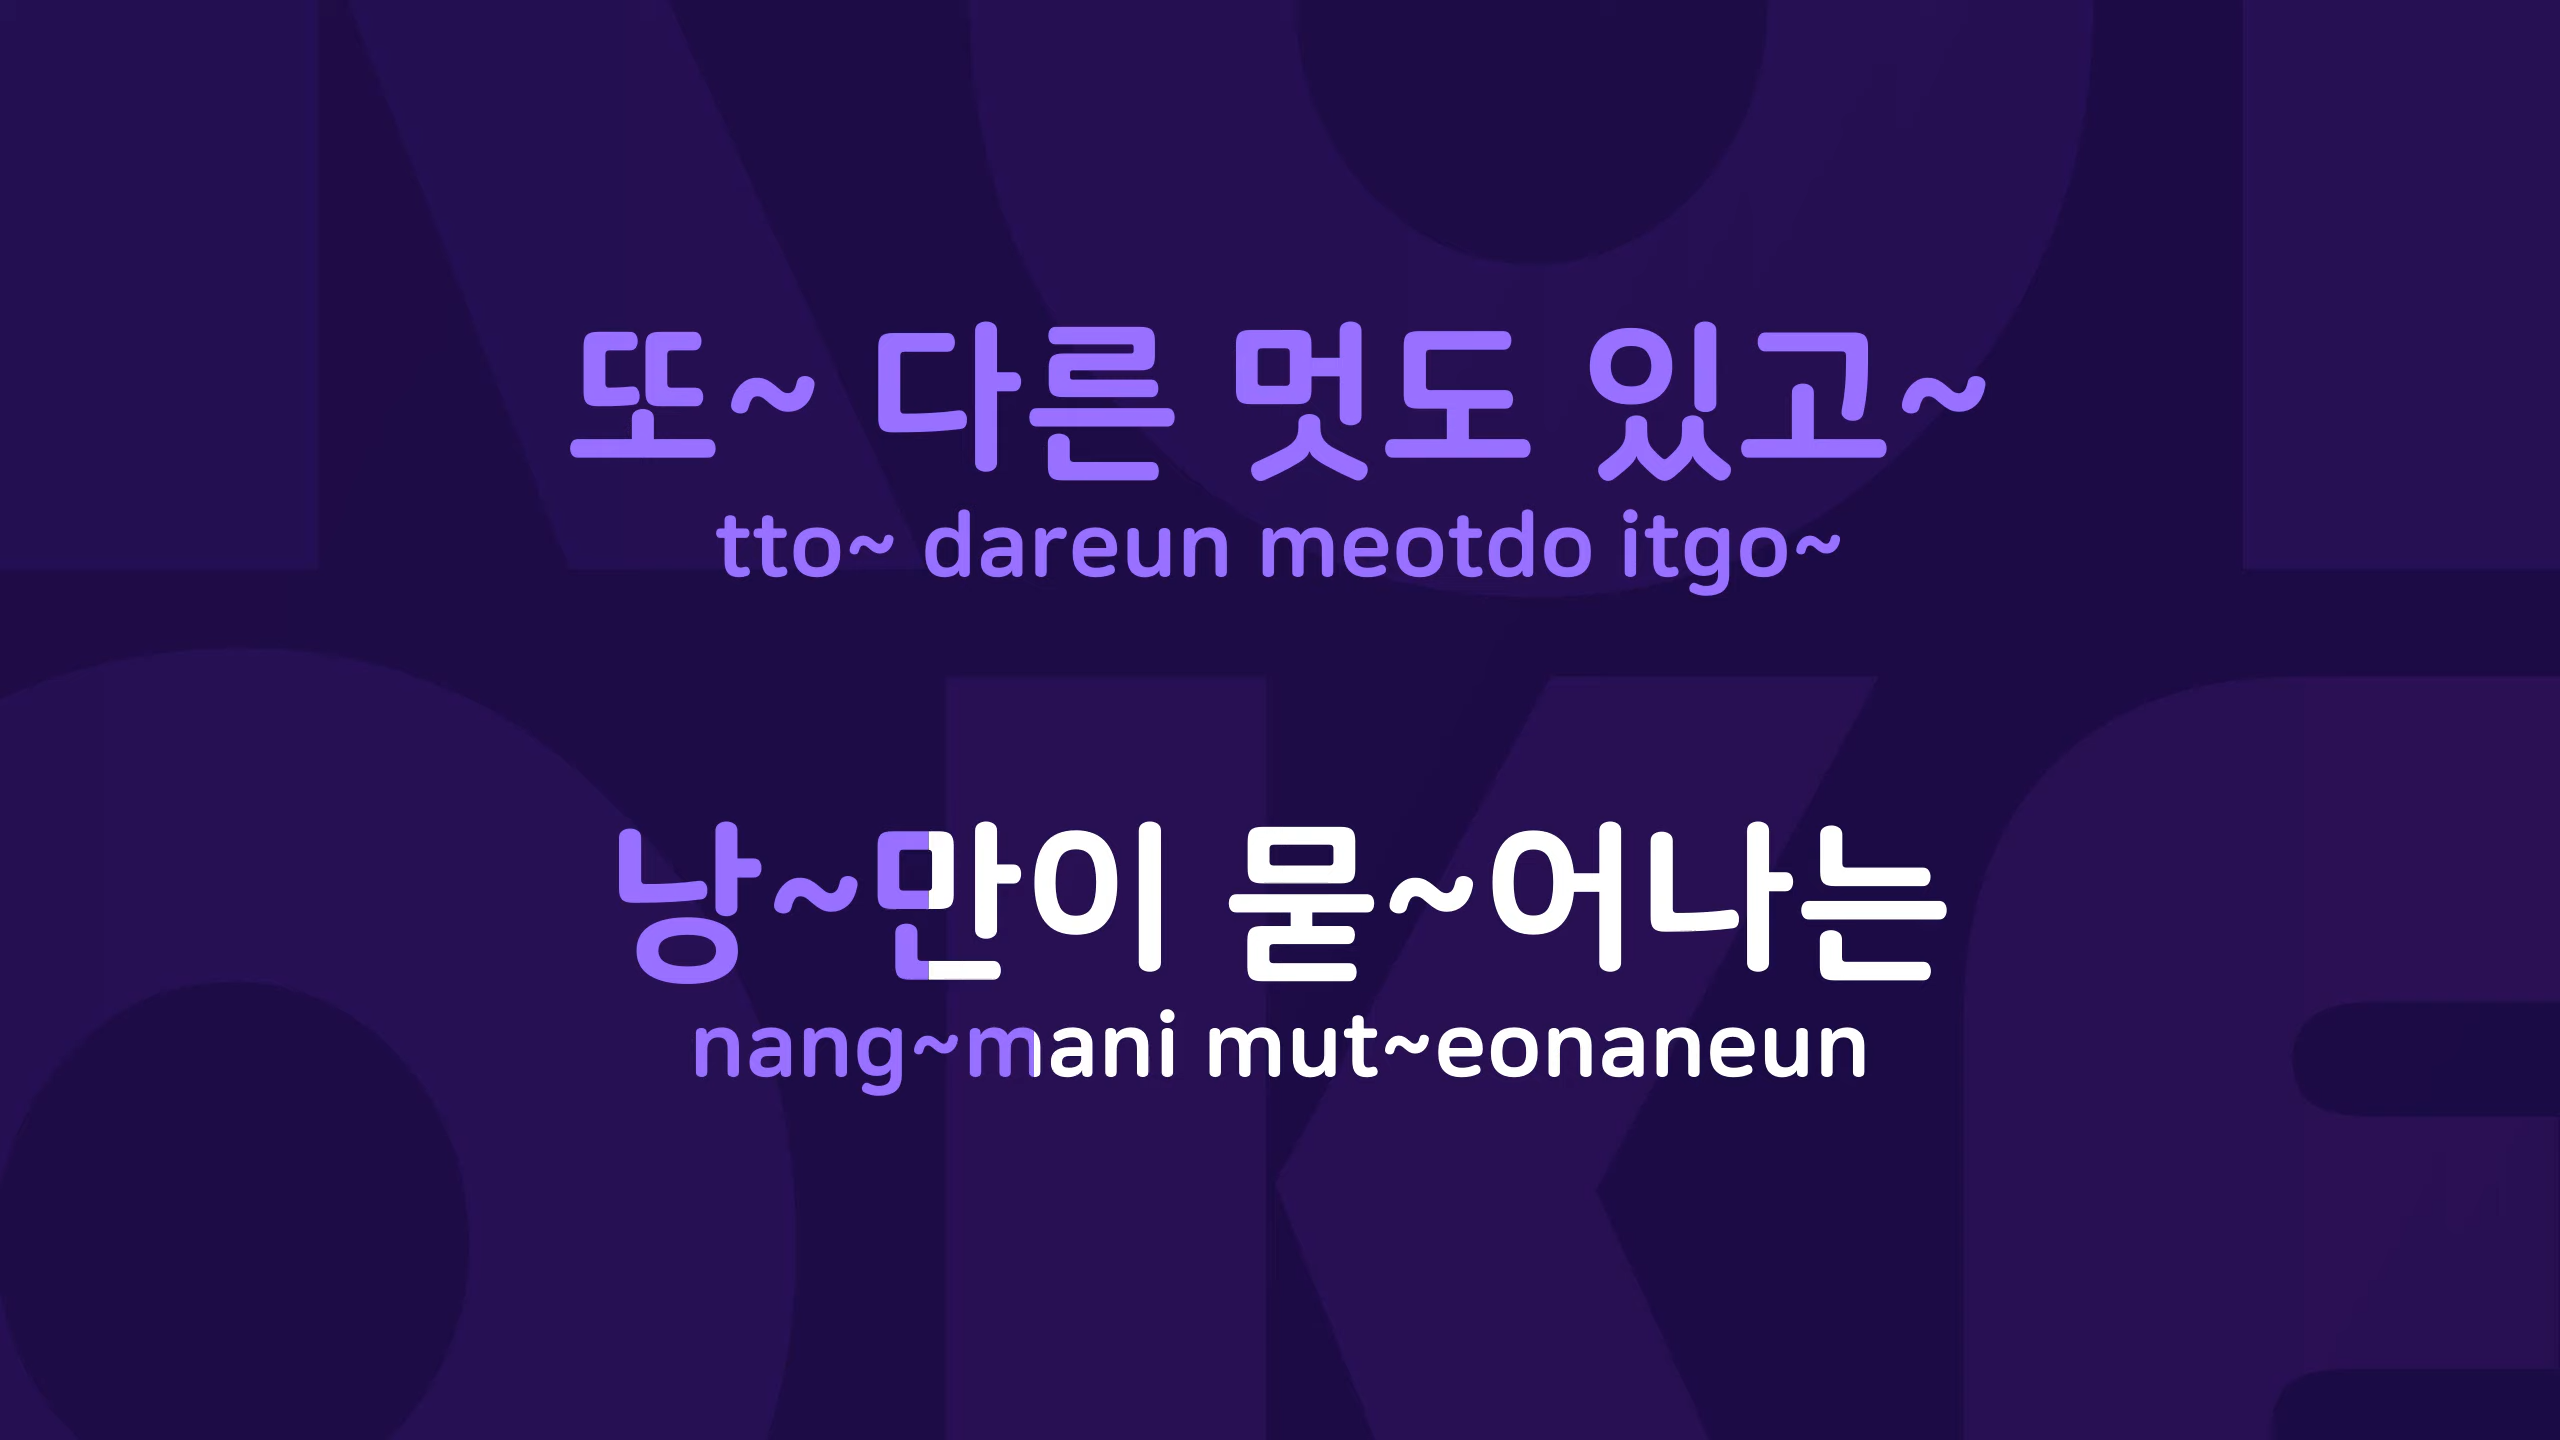 또~ 다른 멋도 있고~
tto~ dareun meotdo itgo~
낭~만이 묻~어나는
nang~mani mut~eonaneun